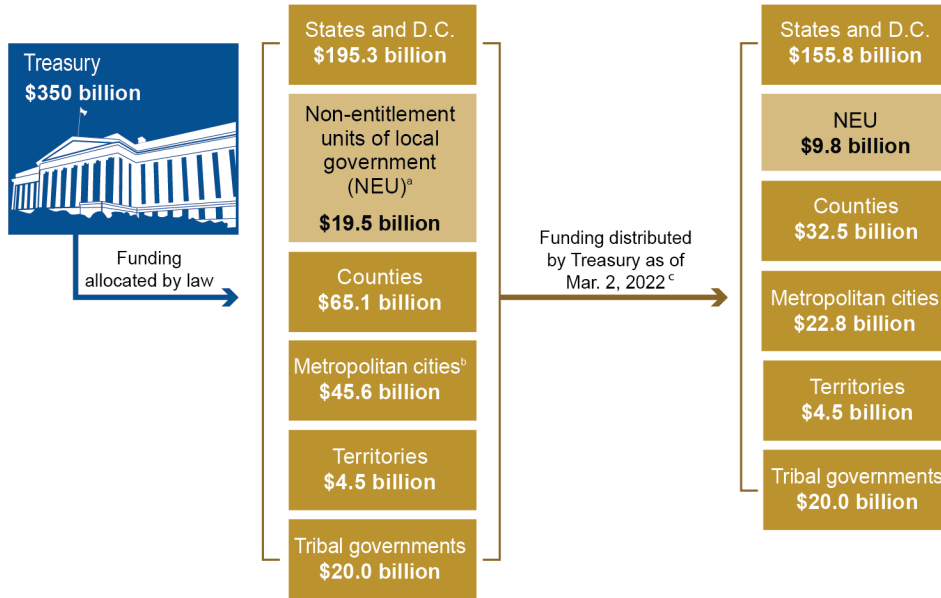 Treasury
$350 billion
Funding
allocated by law
States and D.C.
$195.3 billion
Non-entitlement
units of local
government
(NEU)ᵃ
$19.5 billion
Counties
$65.1 billion
Metropolitan citiesᵇ
$45.6 billion
Territories
$4.5 billion
Tribal governments
$20.0 billion
Funding distributed
by Treasury as of
Mar. 2, 2022 ᶜ
States and D.C.
$155.8 billion
NEU
$9.8 billion
Counties
$32.5 billion
Metropolitan cities
$22.8 billion
Territories
$4.5 billion
Tribal governments
$20.0 billion